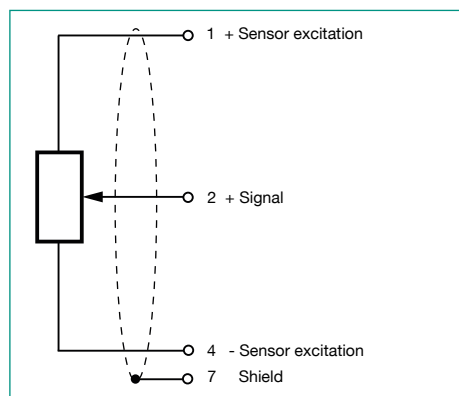 1 + Sensor excitation
2 + Signal
4 - Sensor excitation
7 Shield